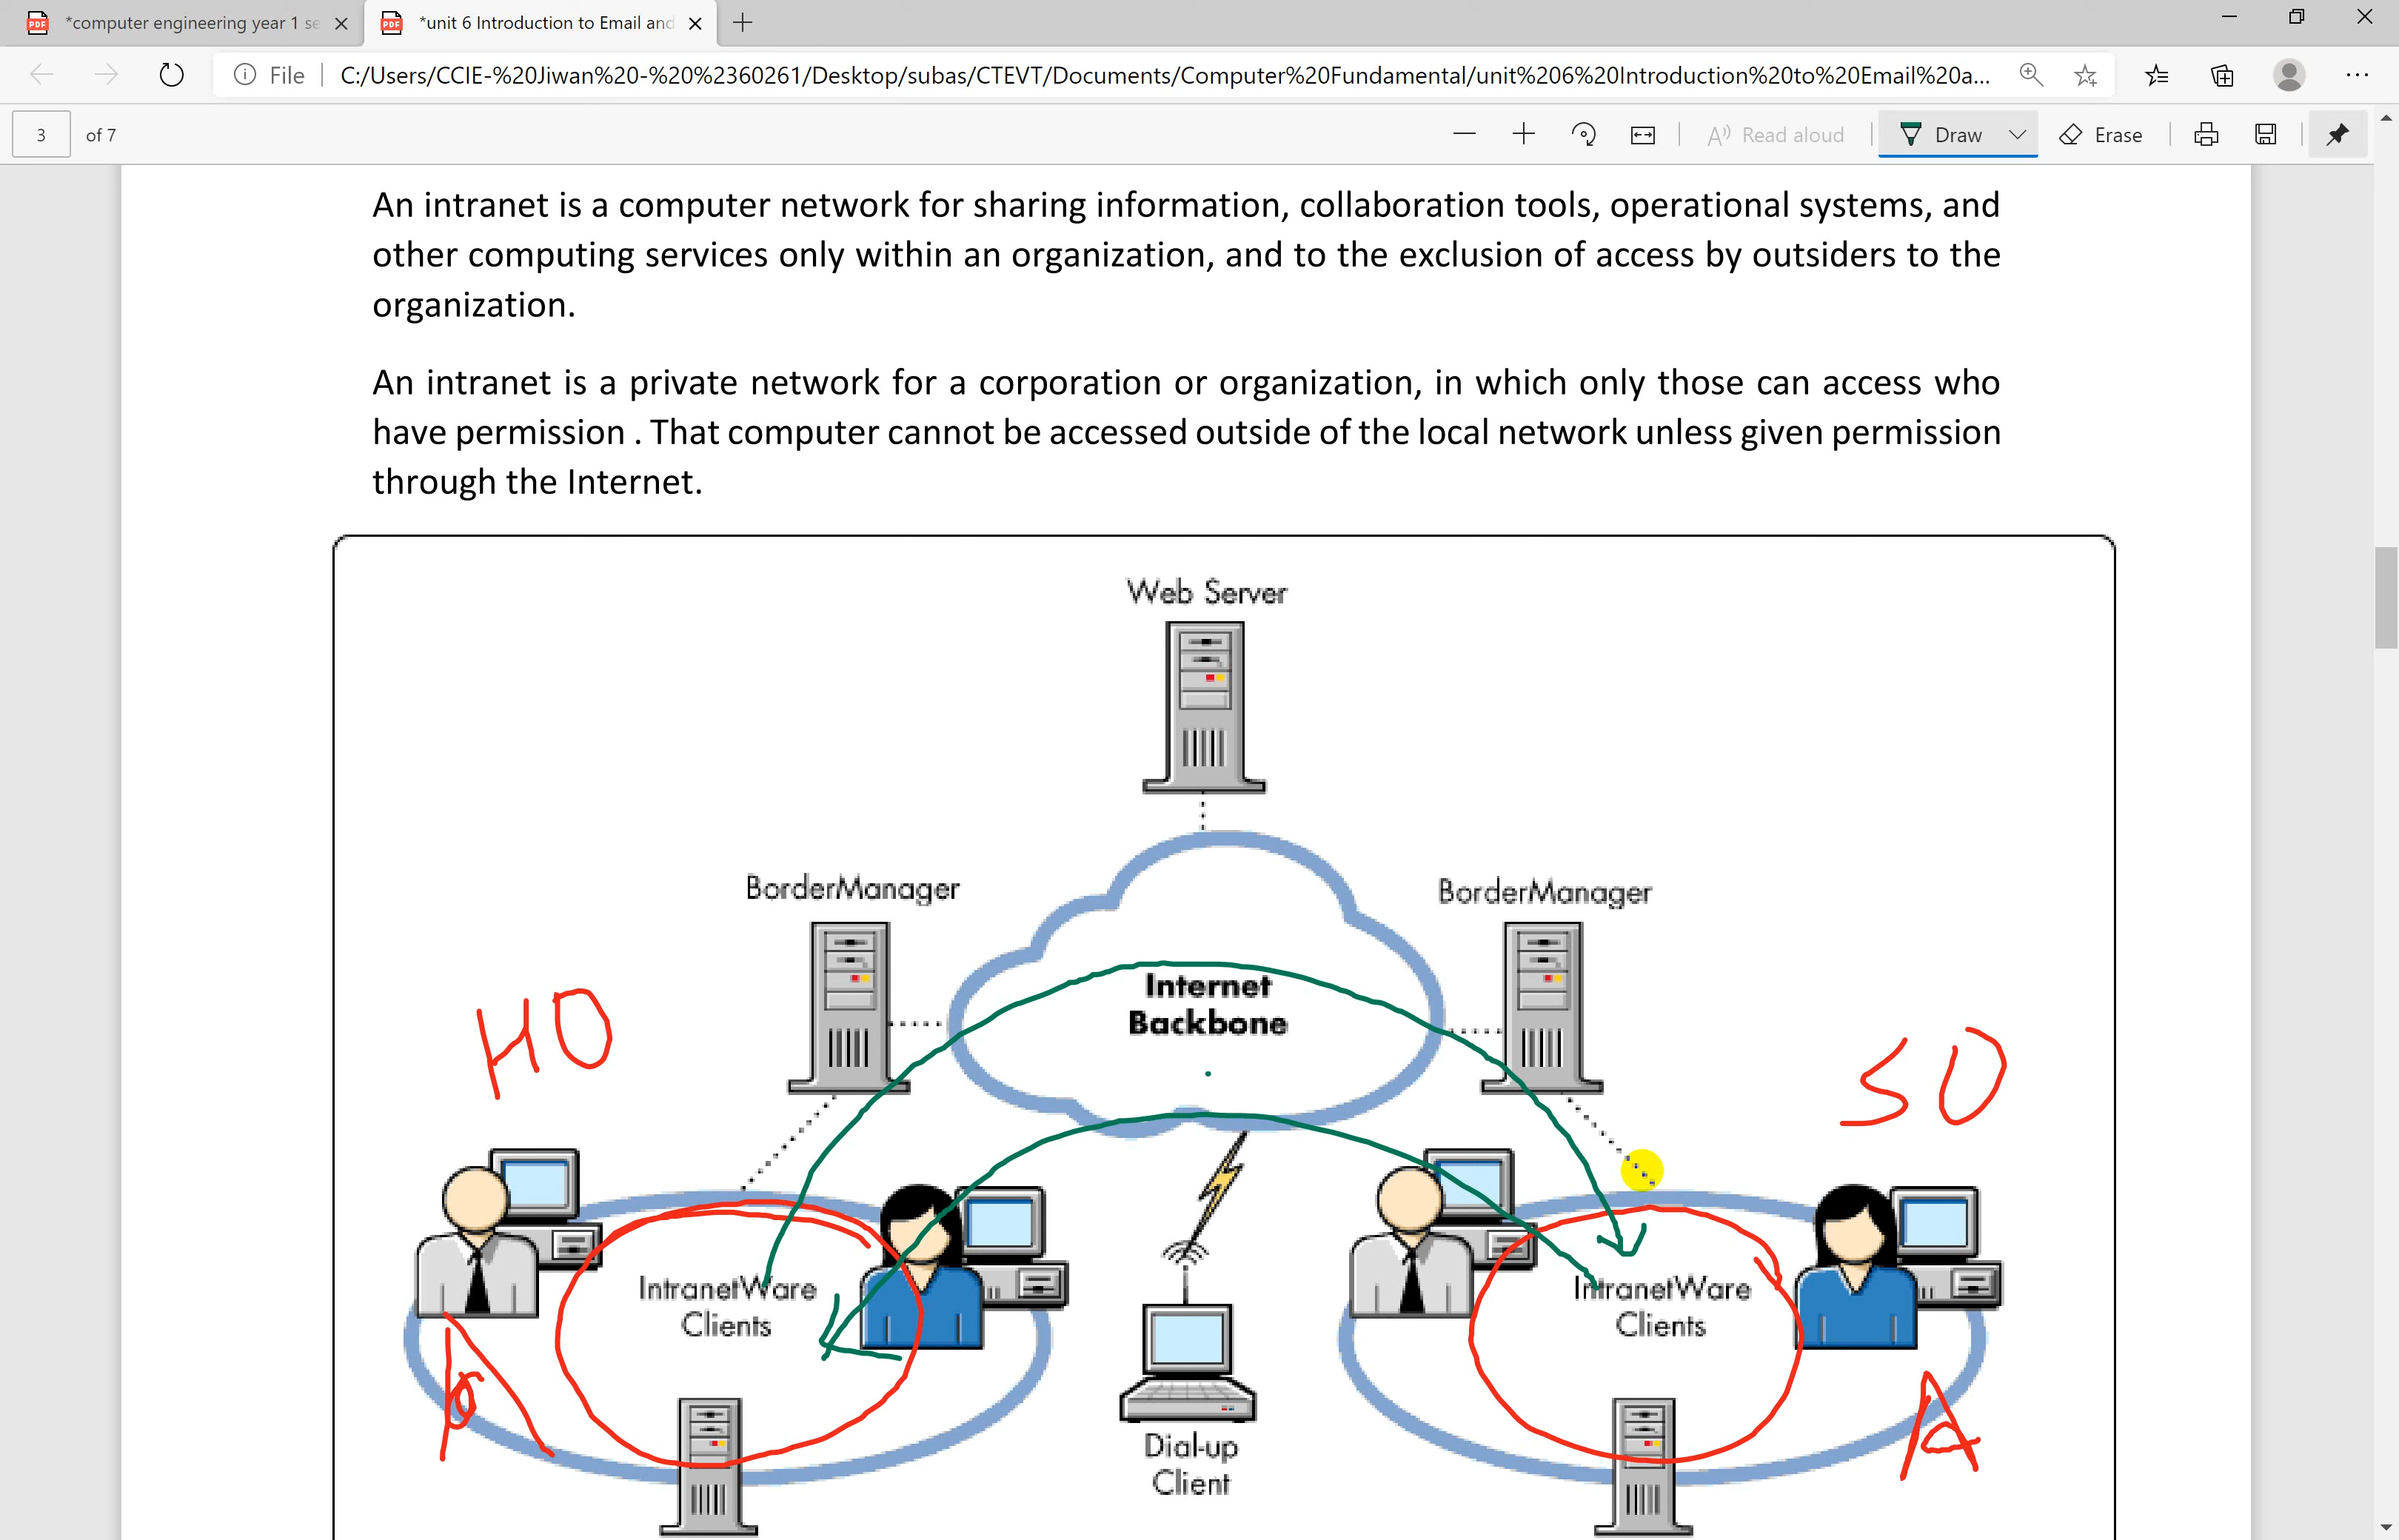 *computer engineering year 1 se
*unit 6 Introduction to Email and
File
C:/Users/CCIE-%20Jiwan%20-%20%2360261/Desktop/subas/CTEVT/Documents/Computer%20Fundamental/unit%206%20Introduction%20to%20Email%20a...
3 of 7
Read aloud
Draw
Erase
An intranet is a computer network for sharing information, collaboration tools, operational systems, and
other computing services only within an organization, and to the exclusion of access by outsiders to the
organization.
An intranet is a private network for a corporation or organization, in which only those can access who
have permission . That computer cannot be accessed outside of the local network unless given permission
through the Internet.
Web Server
BorderManager
BorderManager
Internet
Backbone
HO
SO
IntranetWare
Clients
IntranetWare
Clients
A
Dial-up
Client